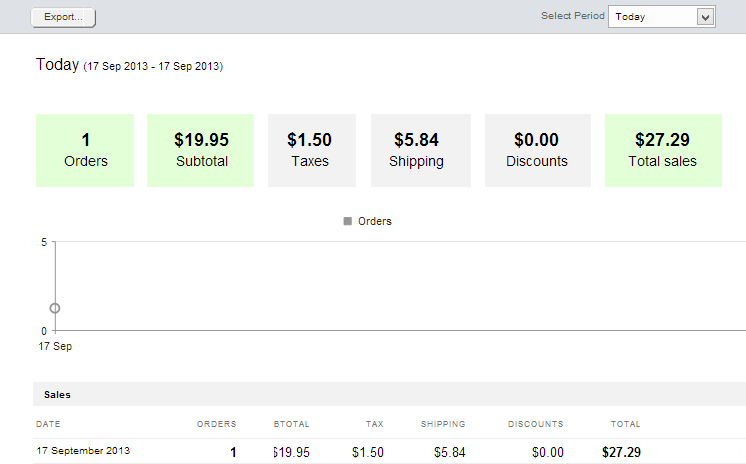 Export... Select Period Today
Today (17 Sep 2013 - 17 Sep 2013)
1 $19.95 $1.50 $5.84 $0.00 $27.29
Orders Subtotal Taxes Shipping Discounts Total sales
Orders
5
0
17 Sep
Sales
DATE ORDERS BTOTAL TAX SHIPPING DISCOUNTS TOTAL
17 September 2013 1 $19.95 $1.50 $5.84 $0.00 $27.29